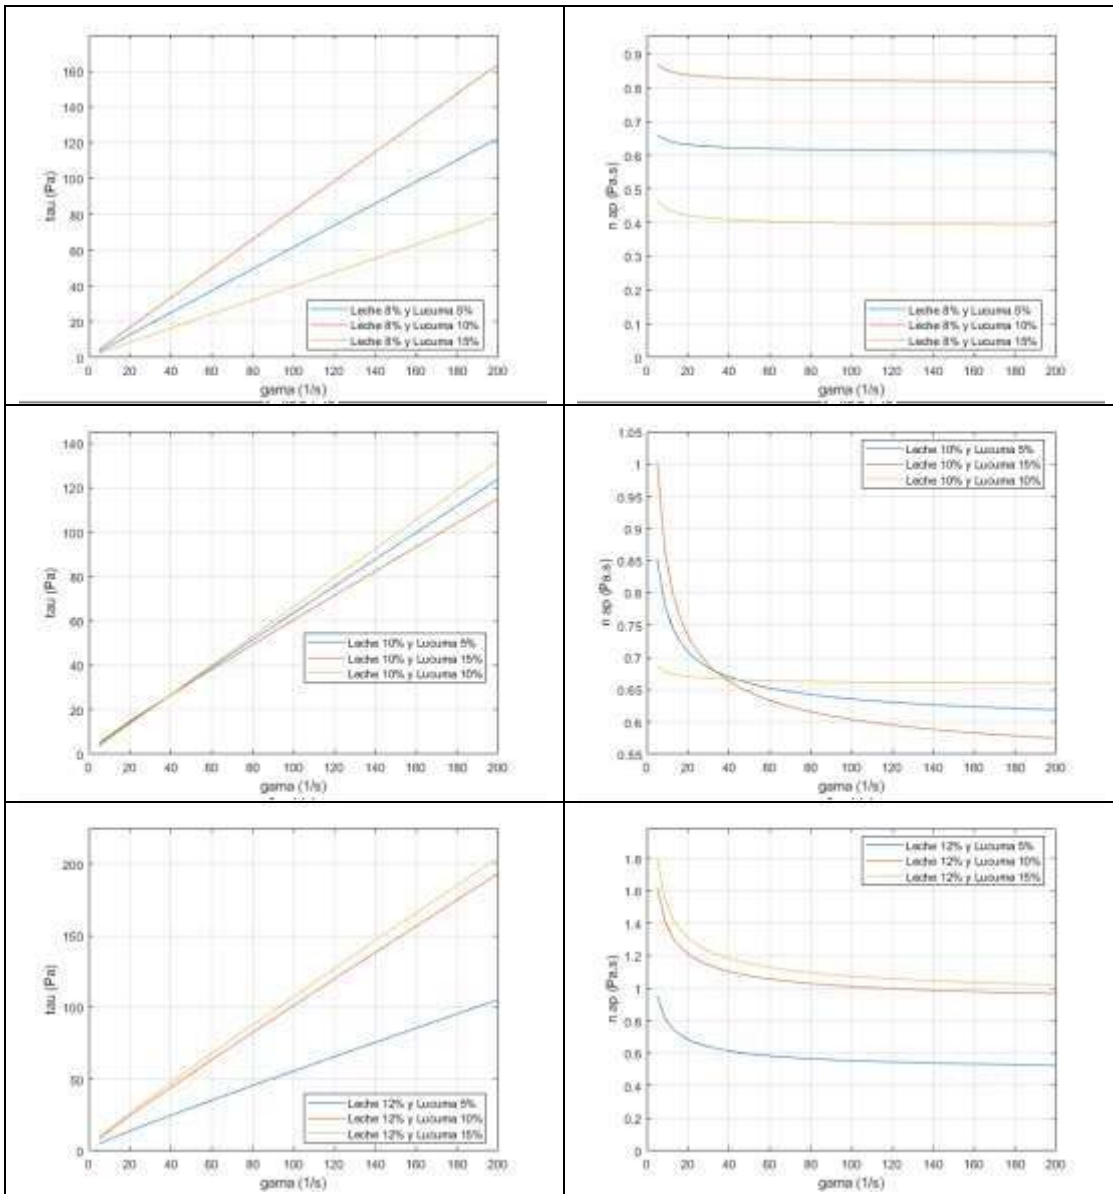 160
140
120
100
80
60
40
20
0
tau (Pa)
Leche 8% y Lucuma 5%
Leche 8% y Lucuma 10%
Leche 8% y Lucuma 15%
0 20 40 60 80 100 120 140 160 180 200
gama (1/s)
0.9
0.8
0.7
0.6
0.5
0.4
0.3
0.2
0.1
0
n ap (Pa.s)
Leche 8% y Lucuma 5%
Leche 8% y Lucuma 10%
Leche 8% y Lucuma 15%
0 20 40 60 80 100 120 140 160 180 200
gama (1/s)
140
120
100
80
60
40
20
0
tau (Pa)
Leche 10% y Lucuma 5%
Leche 10% y Lucuma 15%
Leche 10% y Lucuma 10%
0 20 40 60 80 100 120 140 160 180 200
gama (1/s)
1.05
1
0.95
0.9
0.85
0.8
0.75
0.7
0.65
0.6
0.55
n ap (Pa.s)
Leche 10% y Lucuma 5%
Leche 10% y Lucuma 15%
Leche 10% y Lucuma 10%
0 20 40 60 80 100 120 140 160 180 200
gama (1/s)
200
150
100
50
0
tau (Pa)
Leche 12% y Lucuma 5%
Leche 12% y Lucuma 10%
Leche 12% y Lucuma 15%
0 20 40 60 80 100 120 140 160 180 200
gama (1/s)
1.8
1.6
1.4
1.2
1
0.8
0.6
0.4
0.2
0
n ap (Pa.s)
Leche 12% y Lucuma 5%
Leche 12% y Lucuma 10%
Leche 12% y Lucuma 15%
0 20 40 60 80 100 120 140 160 180 200
gama (1/s)